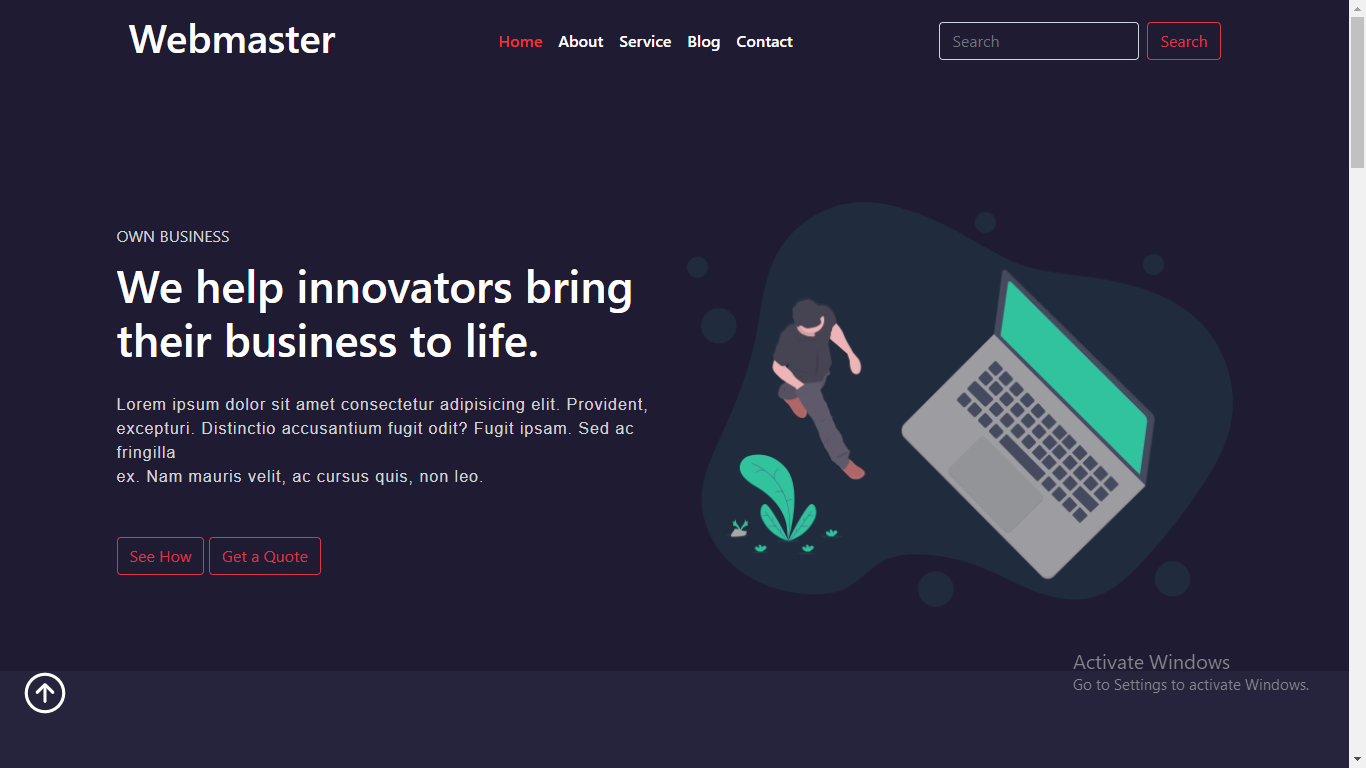 Webmaster
Home About Service Blog Contact
Search Search
OWN BUSINESS
We help innovators bring
their business to life.
Lorem ipsum dolor sit amet consectetur adipisicing elit. Provident,
excepturi. Distinctio accusantium fugit odit? Fugit ipsam. Sed ac
fringilla
ex. Nam mauris velit, ac cursus quis, non leo.
See How Get a Quote
Activate Windows
Go to Settings to activate Windows.